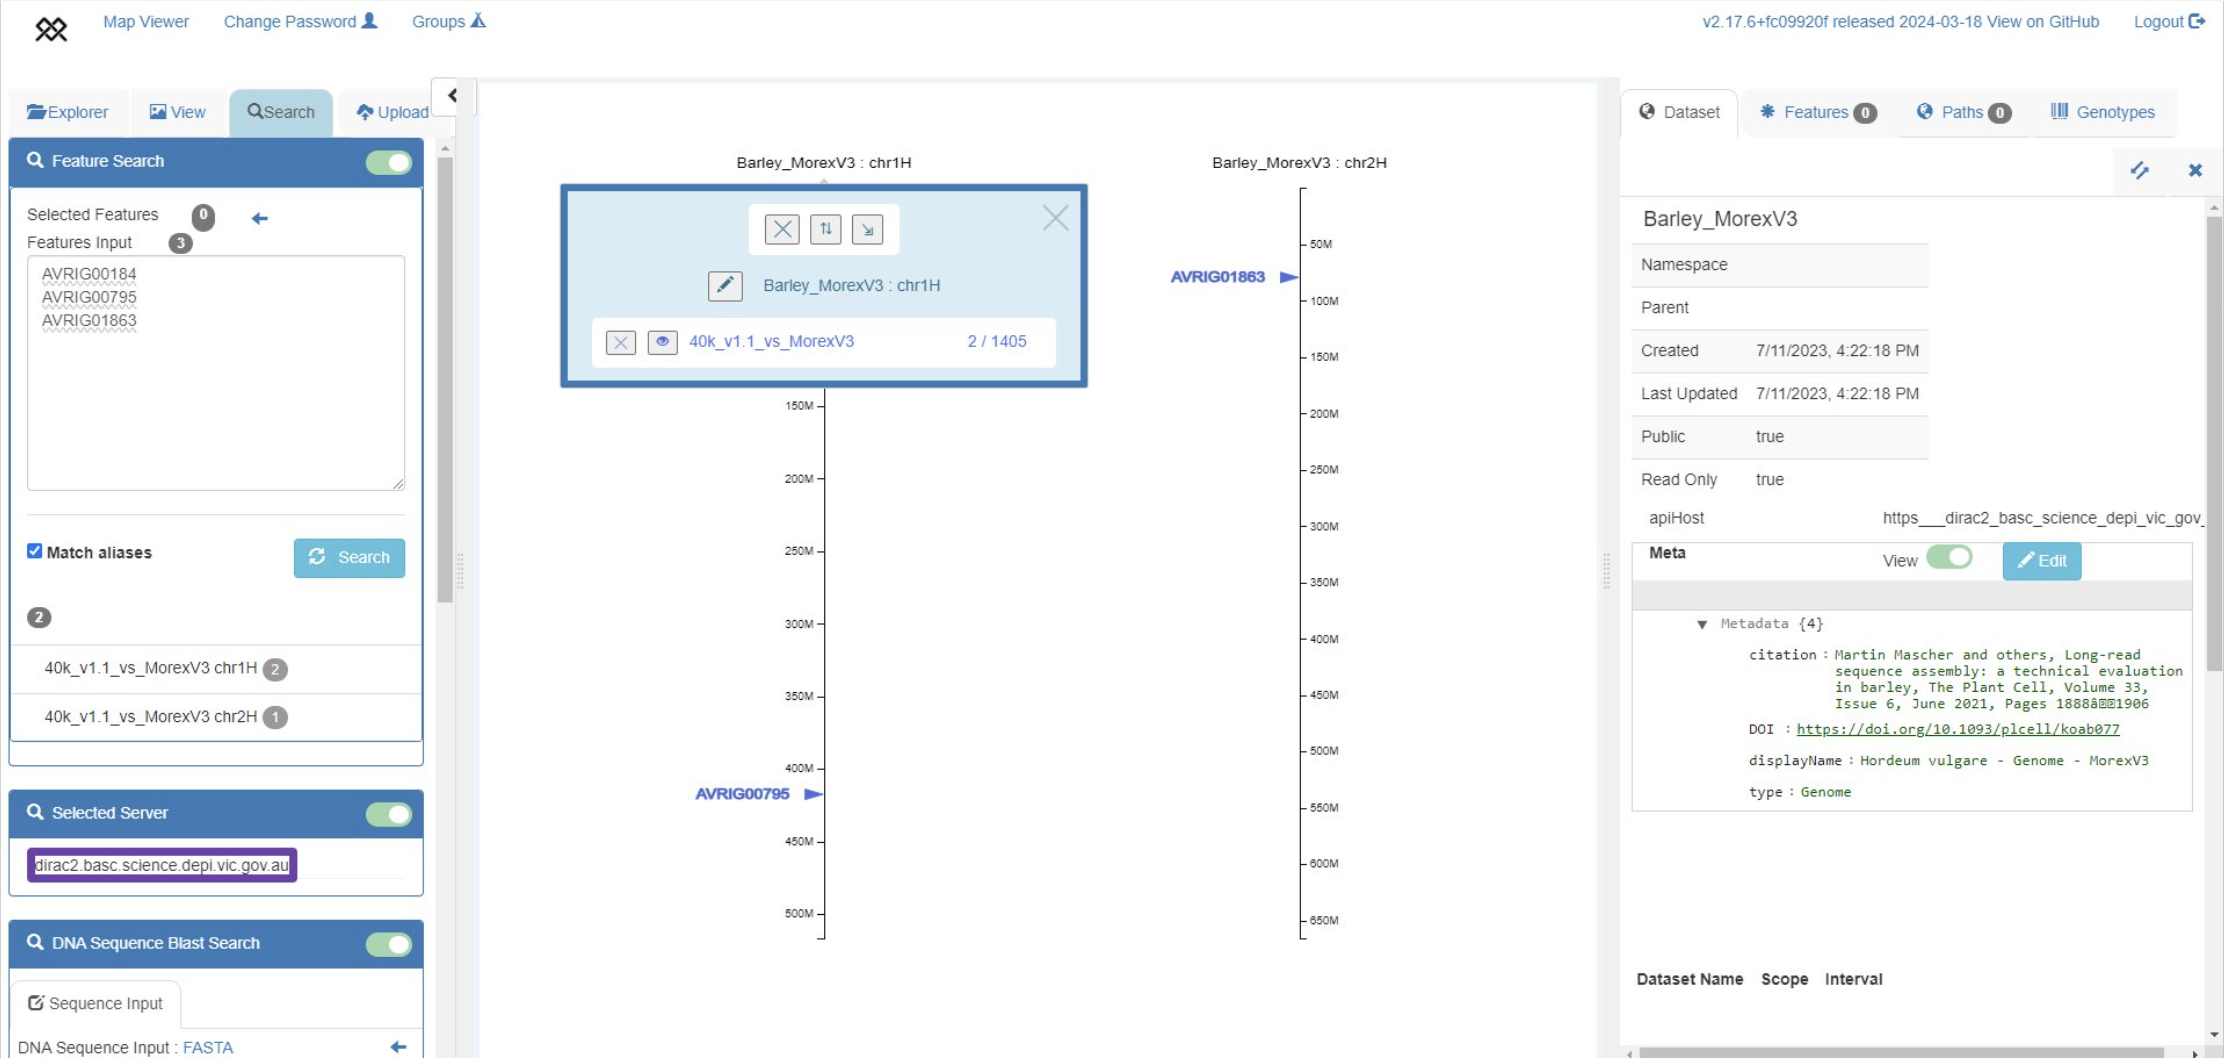 Map Viewer Change Password Groups v2.17.6+fc09920f released 2024-03-18 View on GitHub Logout
Explorer View Search Upload
Feature Search
Selected Features 0
Features Input 3
AVRIG00184
AVRIG00795
AVRIG01863
Match aliases Search
2
40k_v1.1_vs_MorexV3 chr1H 2
40k_v1.1_vs_MorexV3 chr2H 1
Selected Server
dirac2.basc.science.depi.vic.gov.au
DNA Sequence Blast Search
Sequence Input
DNA Sequence Input : FASTA
Barley_MorexV3 : chr1H
Barley_MorexV3 : chr1H
40k_v1.1_vs_MorexV3 2 / 1405
150M
200M
250M
300M
350M
400M
AVRIG00795
450M
500M
Barley_MorexV3 : chr2H
50M
AVRIG01863
100M
150M
200M
250M
300M
350M
400M
450M
500M
550M
600M
650M
Dataset Features 0 Paths 0 Genotypes
Barley_MorexV3
Namespace
Parent
Created 7/11/2023, 4:22:18 PM
Last Updated 7/11/2023, 4:22:18 PM
Public true
Read Only true
apiHost https___dirac2_basc_science_depi_vic_gov_
Meta View Edit
Metadata {4}
citation : Martin Mascher and others, Long-read
sequence assembly: a technical evaluation
in barley, The Plant Cell, Volume 33,
Issue 6, June 2021, Pages 1888â1906
DOI : https://doi.org/10.1093/plcell/koab077
displayName : Hordeum vulgare - Genome - MorexV3
type : Genome
Dataset Name Scope Interval